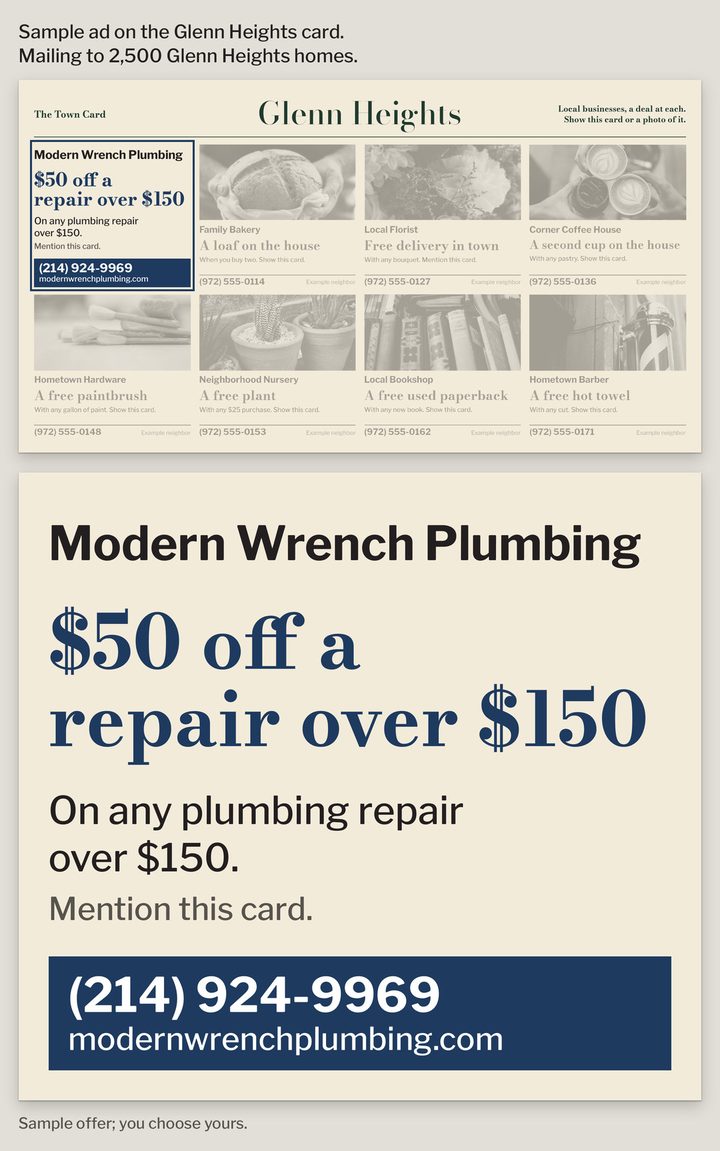 Sample ad on the Glenn Heights card.
Mailing to 2,500 Glenn Heights homes.
The Town Card
Glenn Heights
Local businesses, a deal at each.
Show this card or a photo of it.
Modern Wrench Plumbing
$50 off a
repair over $150
On any plumbing repair
over $150.
Mention this card.
(214) 924-9969
modernwrenchplumbing.com
Family Bakery
A loaf on the house
When you buy two. Show this card.
(972) 555-0114
Example neighbor
Local Florist
Free delivery in town
With any bouquet. Mention this card.
(972) 555-0127
Example neighbor
Corner Coffee House
A second cup on the house
With any pastry. Show this card.
(972) 555-0136
Example neighbor
Hometown Hardware
A free paintbrush
With any gallon of paint. Show this card.
(972) 555-0148
Example neighbor
Neighborhood Nursery
A free plant
With any $25 purchase. Show this card.
(972) 555-0153
Example neighbor
Local Bookshop
A free used paperback
With any new book. Show this card.
(972) 555-0162
Example neighbor
Hometown Barber
A free hot towel
With any cut. Show this card.
(972) 555-0171
Example neighbor
Modern Wrench Plumbing
$50 off a
repair over $150
On any plumbing repair
over $150.
Mention this card.
(214) 924-9969
modernwrenchplumbing.com
Sample offer; you choose yours.